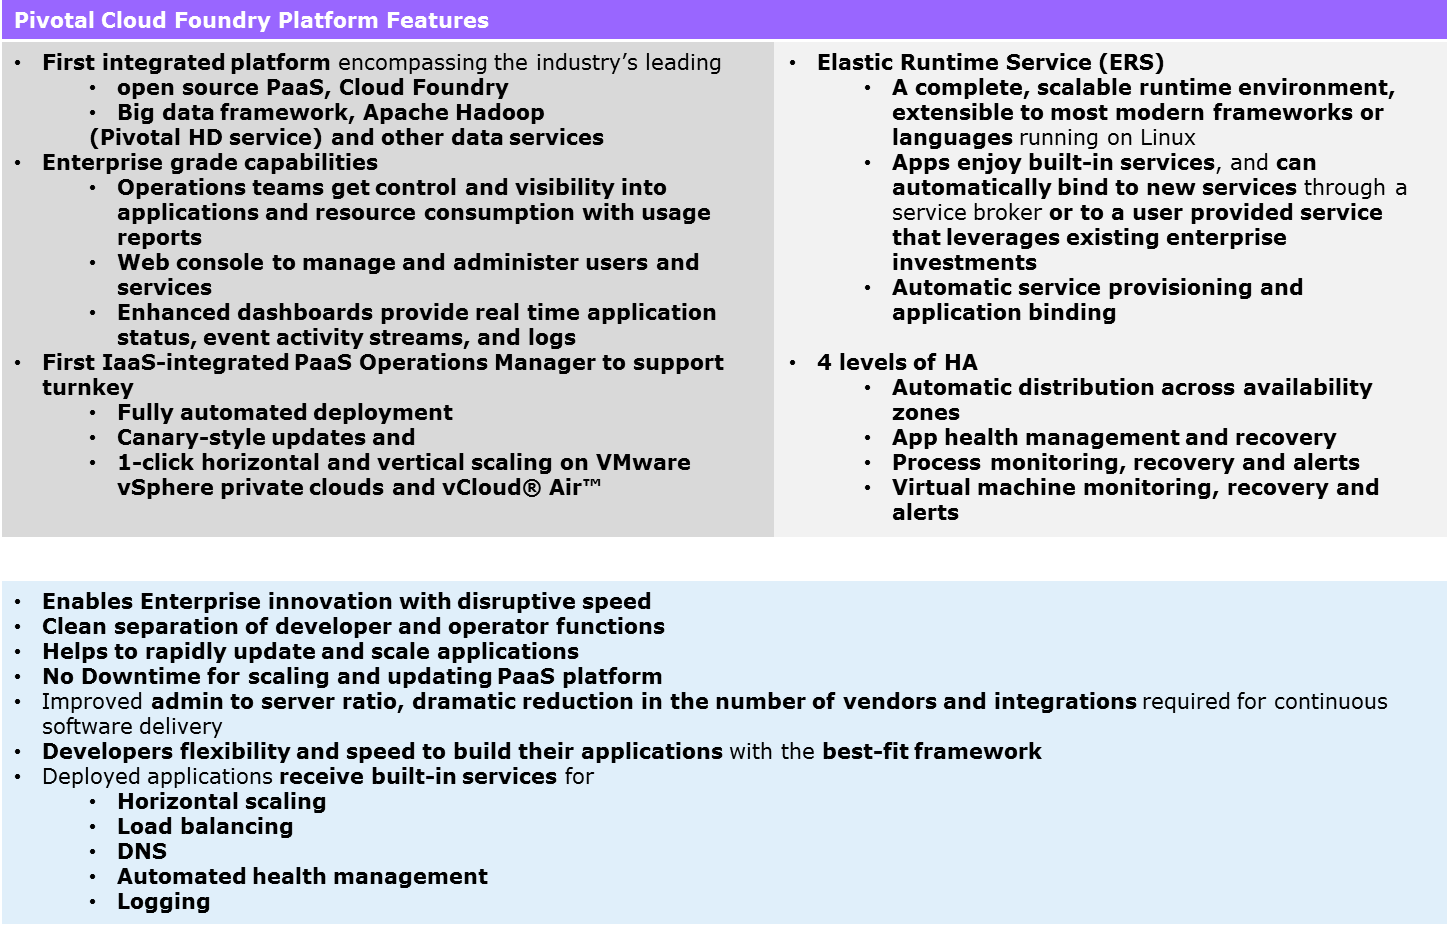 Pivotal Cloud Foundry Platform Features
• First integrated platform encompassing the industry’s leading
• open source PaaS, Cloud Foundry
• Big data framework, Apache Hadoop
(Pivotal HD service) and other data services
• Enterprise grade capabilities
• Operations teams get control and visibility into
applications and resource consumption with usage
reports
• Web console to manage and administer users and
services
• Enhanced dashboards provide real time application
status, event activity streams, and logs
• First IaaS-integrated PaaS Operations Manager to support
turnkey
• Fully automated deployment
• Canary-style updates and
• 1-click horizontal and vertical scaling on VMware
vSphere private clouds and vCloud® Air™
• Elastic Runtime Service (ERS)
• A complete, scalable runtime environment,
extensible to most modern frameworks or
languages running on Linux
• Apps enjoy built-in services, and can
automatically bind to new services through a
service broker or to a user provided service
that leverages existing enterprise
investments
• Automatic service provisioning and
application binding
• 4 levels of HA
• Automatic distribution across availability
zones
• App health management and recovery
• Process monitoring, recovery and alerts
• Virtual machine monitoring, recovery and
alerts
• Enables Enterprise innovation with disruptive speed
• Clean separation of developer and operator functions
• Helps to rapidly update and scale applications
• No Downtime for scaling and updating PaaS platform
• Improved admin to server ratio, dramatic reduction in the number of vendors and integrations required for continuous
software delivery
• Developers flexibility and speed to build their applications with the best-fit framework
• Deployed applications receive built-in services for
• Horizontal scaling
• Load balancing
• DNS
• Automated health management
• Logging